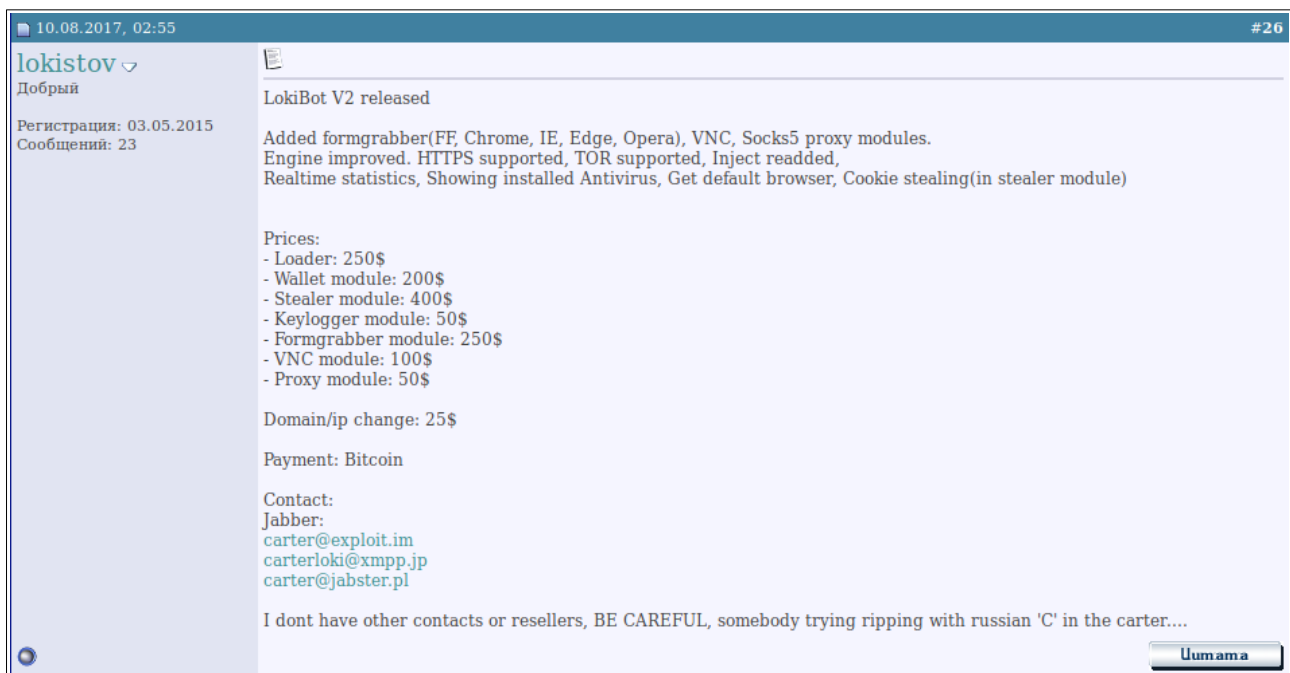 10.08.2017, 02:55 #26
lokistov
Добрый
Регистрация: 03.05.2015
Сообщений: 23
LokiBot V2 released
Added formgrabber(FF, Chrome, IE, Edge, Opera), VNC, Socks5 proxy modules.
Engine improved. HTTPS supported, TOR supported, Inject readded,
Realtime statistics, Showing installed Antivirus, Get default browser, Cookie stealing(in stealer module)
Prices:
- Loader: 250$
- Wallet module: 200$
- Stealer module: 400$
- Keylogger module: 50$
- Formgrabber module: 250$
- VNC module: 100$
- Proxy module: 50$
Domain/ip change: 25$
Payment: Bitcoin
Contact:
Jabber:
carter@exploit.im
carterloki@xmpp.jp
carter@jabster.pl
I dont have other contacts or resellers, BE CAREFUL, somebody trying ripping with russian 'C' in the carter....
Цитата